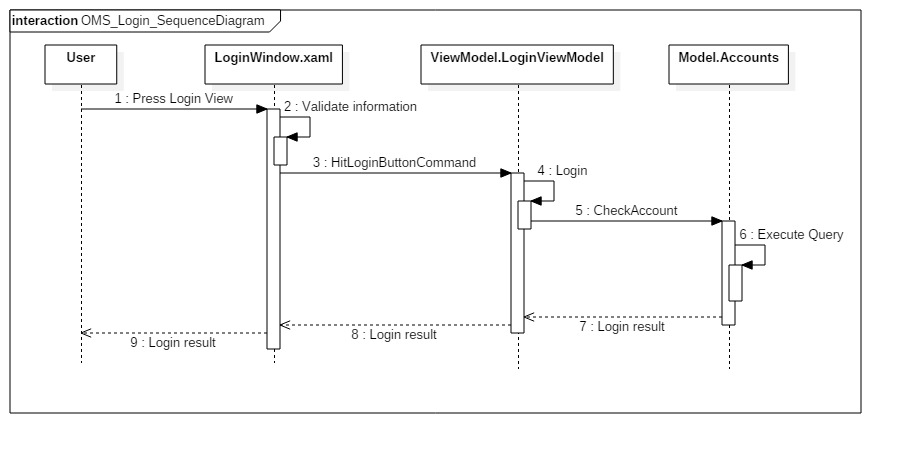 interaction OMS_Login_SequenceDiagram
User
LoginWindow.xaml
ViewModel.LoginViewModel
Model.Accounts
1 : Press Login View
2 : Validate information
3 : HitLoginButtonCommand
4 : Login
5 : CheckAccount
6 : Execute Query
7 : Login result
8 : Login result
9 : Login result